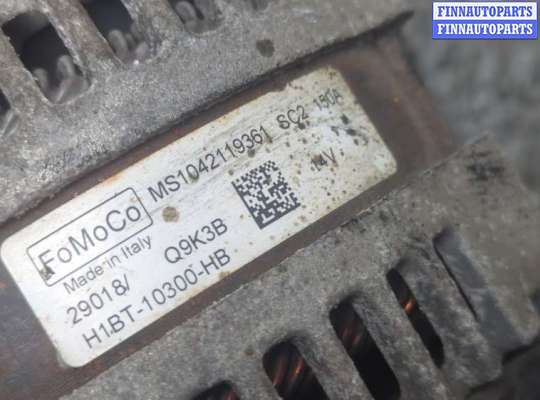 FINNAUTOPARTS
FINNAUTOPARTS
FoMoCo
MS1042119361 SC2 150A
14V
Made in Italy
Q9K3B
29018/
H1BT-10300-HB